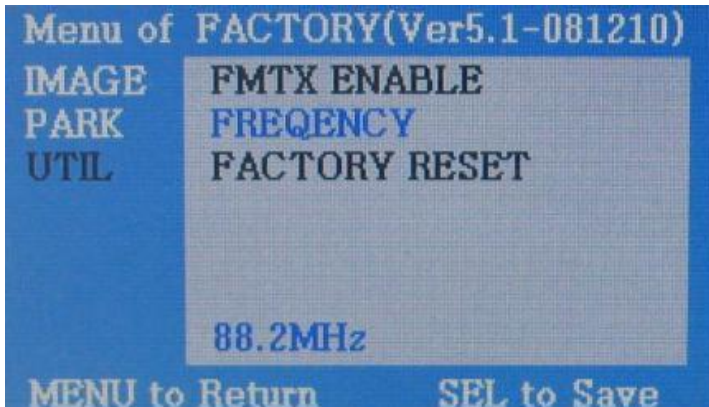 Menu of FACTORY(Ver5.1-081210)
IMAGE FMTX ENABLE
PARK FREQENCY
UTIL FACTORY RESET
88.2MHz
MENU to Return SEL to Save